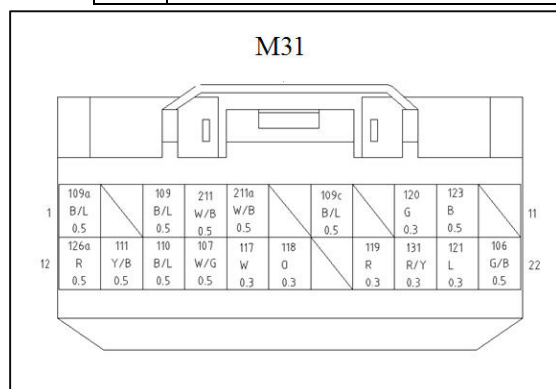 M31
109a 109 211 211a 109c 120 123
1 B/L B/L W/B W/B B/L G B 11
0.5 0.5 0.5 0.5 0.5 0.3 0.5
126a 111 110 107 117 118 119 131 121 106
12 R Y/B B/L W/G W O R R/Y L G/B 22
0.5 0.5 0.5 0.5 0.3 0.3 0.3 0.3 0.3 0.5